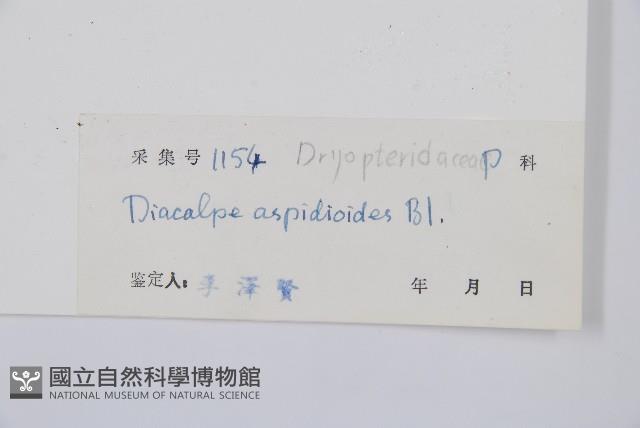 采集号 1154 Dryopteridaceae P 科
Diacalpe aspidioides Bl.
鉴定人: 李澤賢 年 月 日
國立自然科學博物館
NATIONAL MUSEUM OF NATURAL SCIENCE